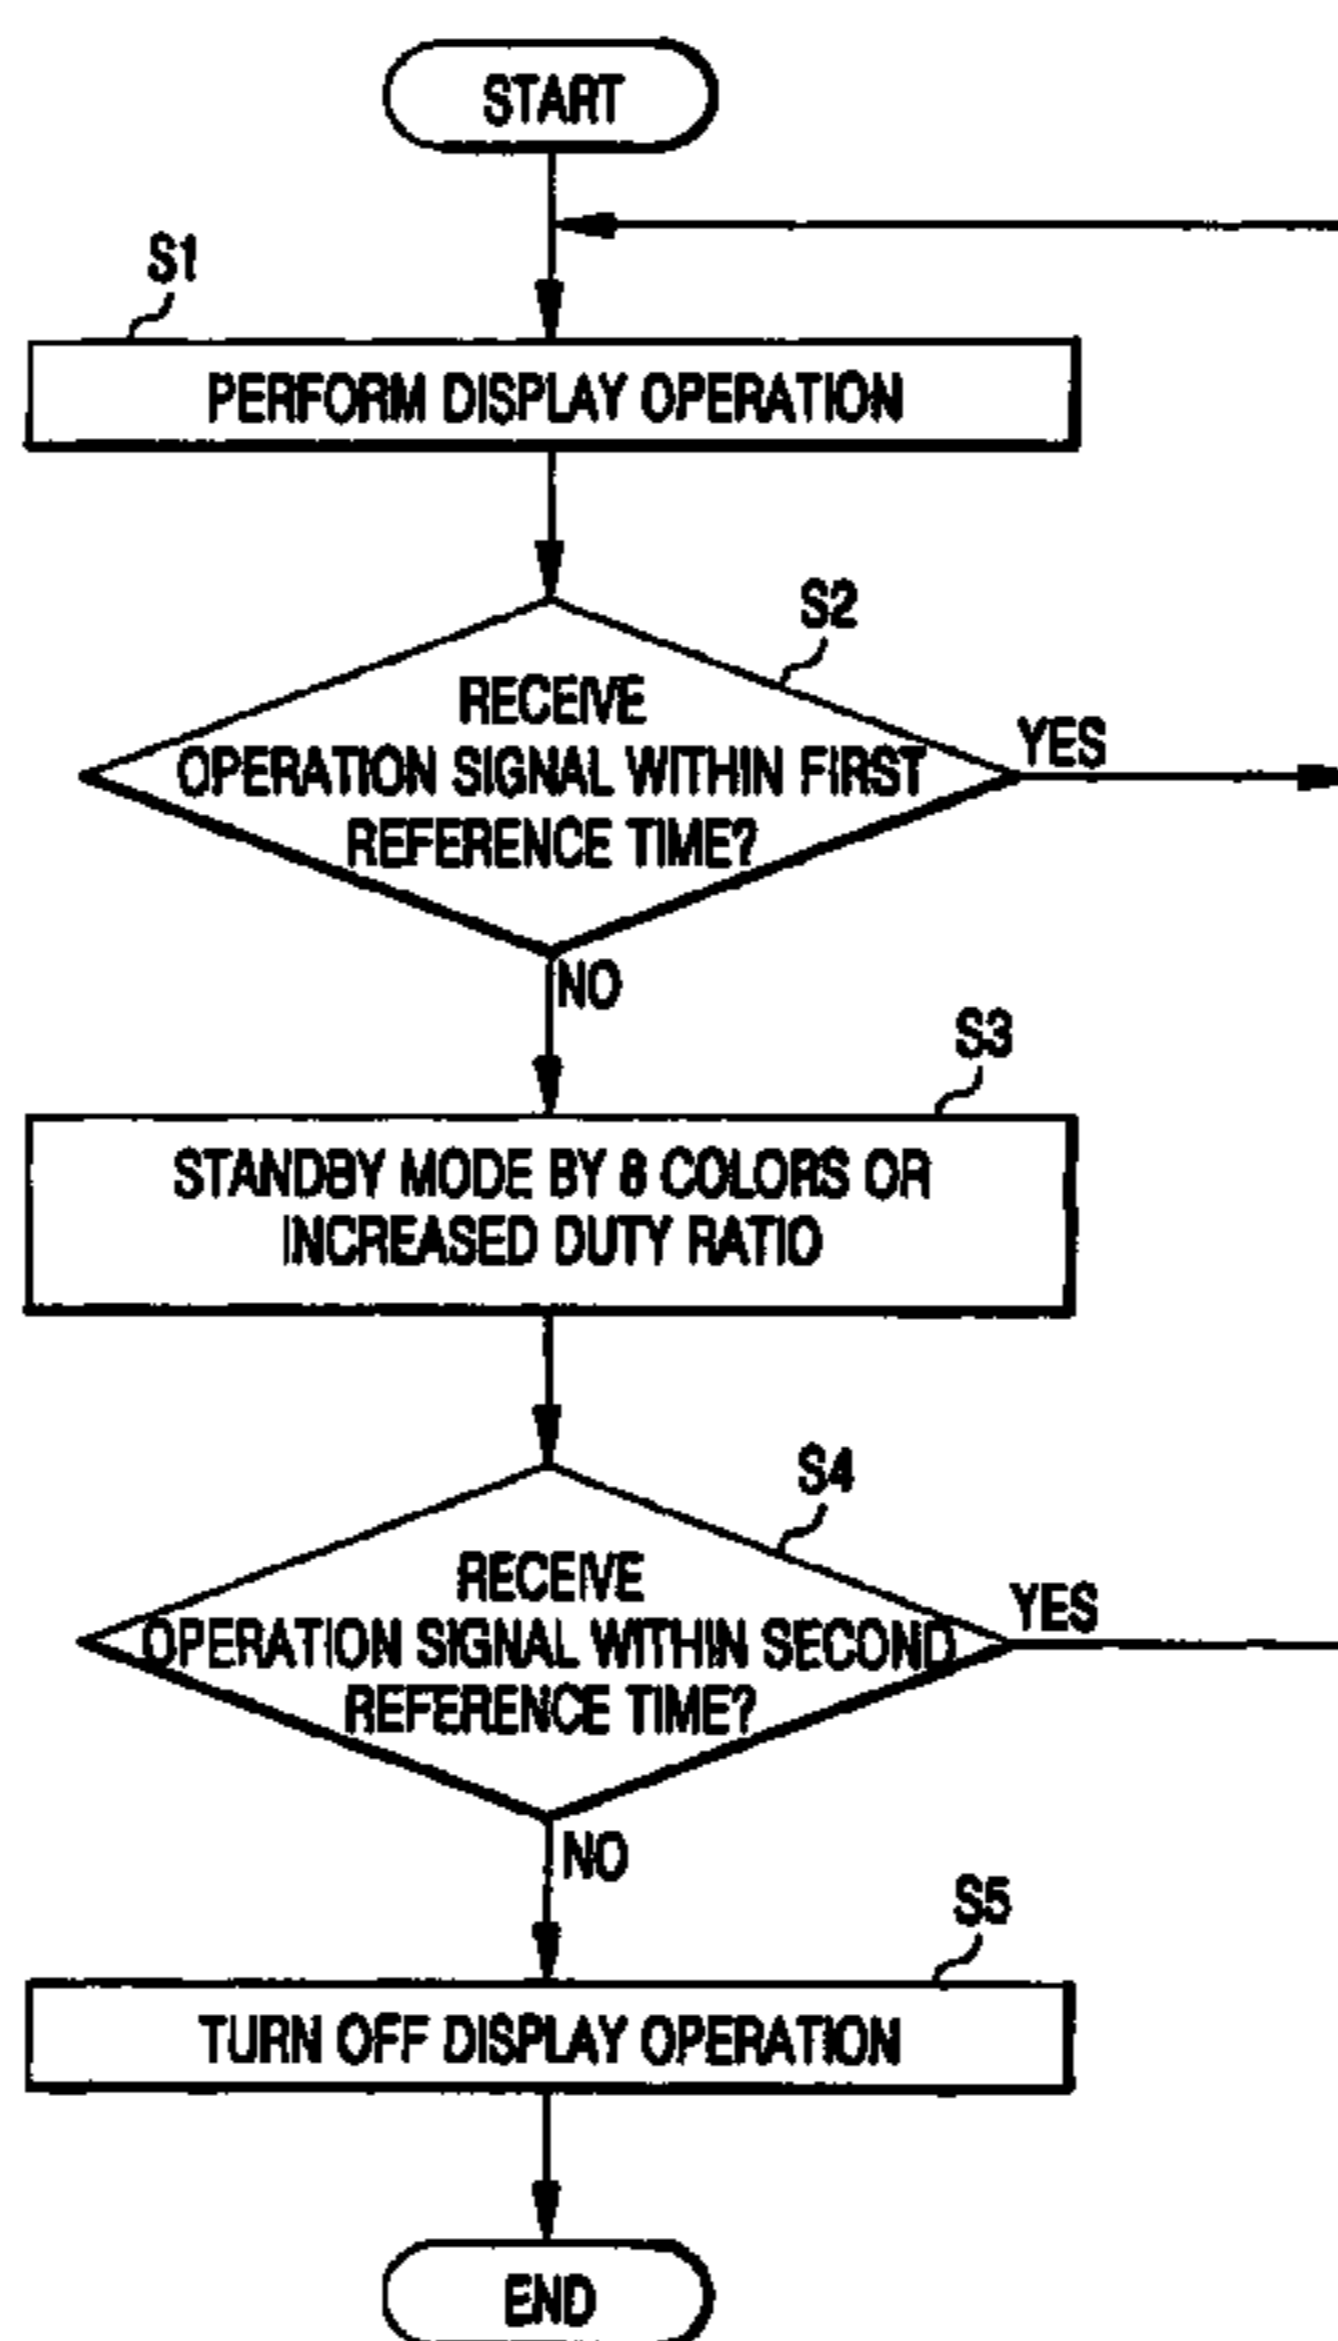 START
S1
PERFORM DISPLAY OPERATION
S2
RECEIVE
OPERATION SIGNAL WITHIN FIRST
REFERENCE TIME?
YES
NO
S3
STANDBY MODE BY 8 COLORS OR
INCREASED DUTY RATIO
S4
RECEIVE
OPERATION SIGNAL WITHIN SECOND
REFERENCE TIME?
YES
NO
S5
TURN OFF DISPLAY OPERATION
END